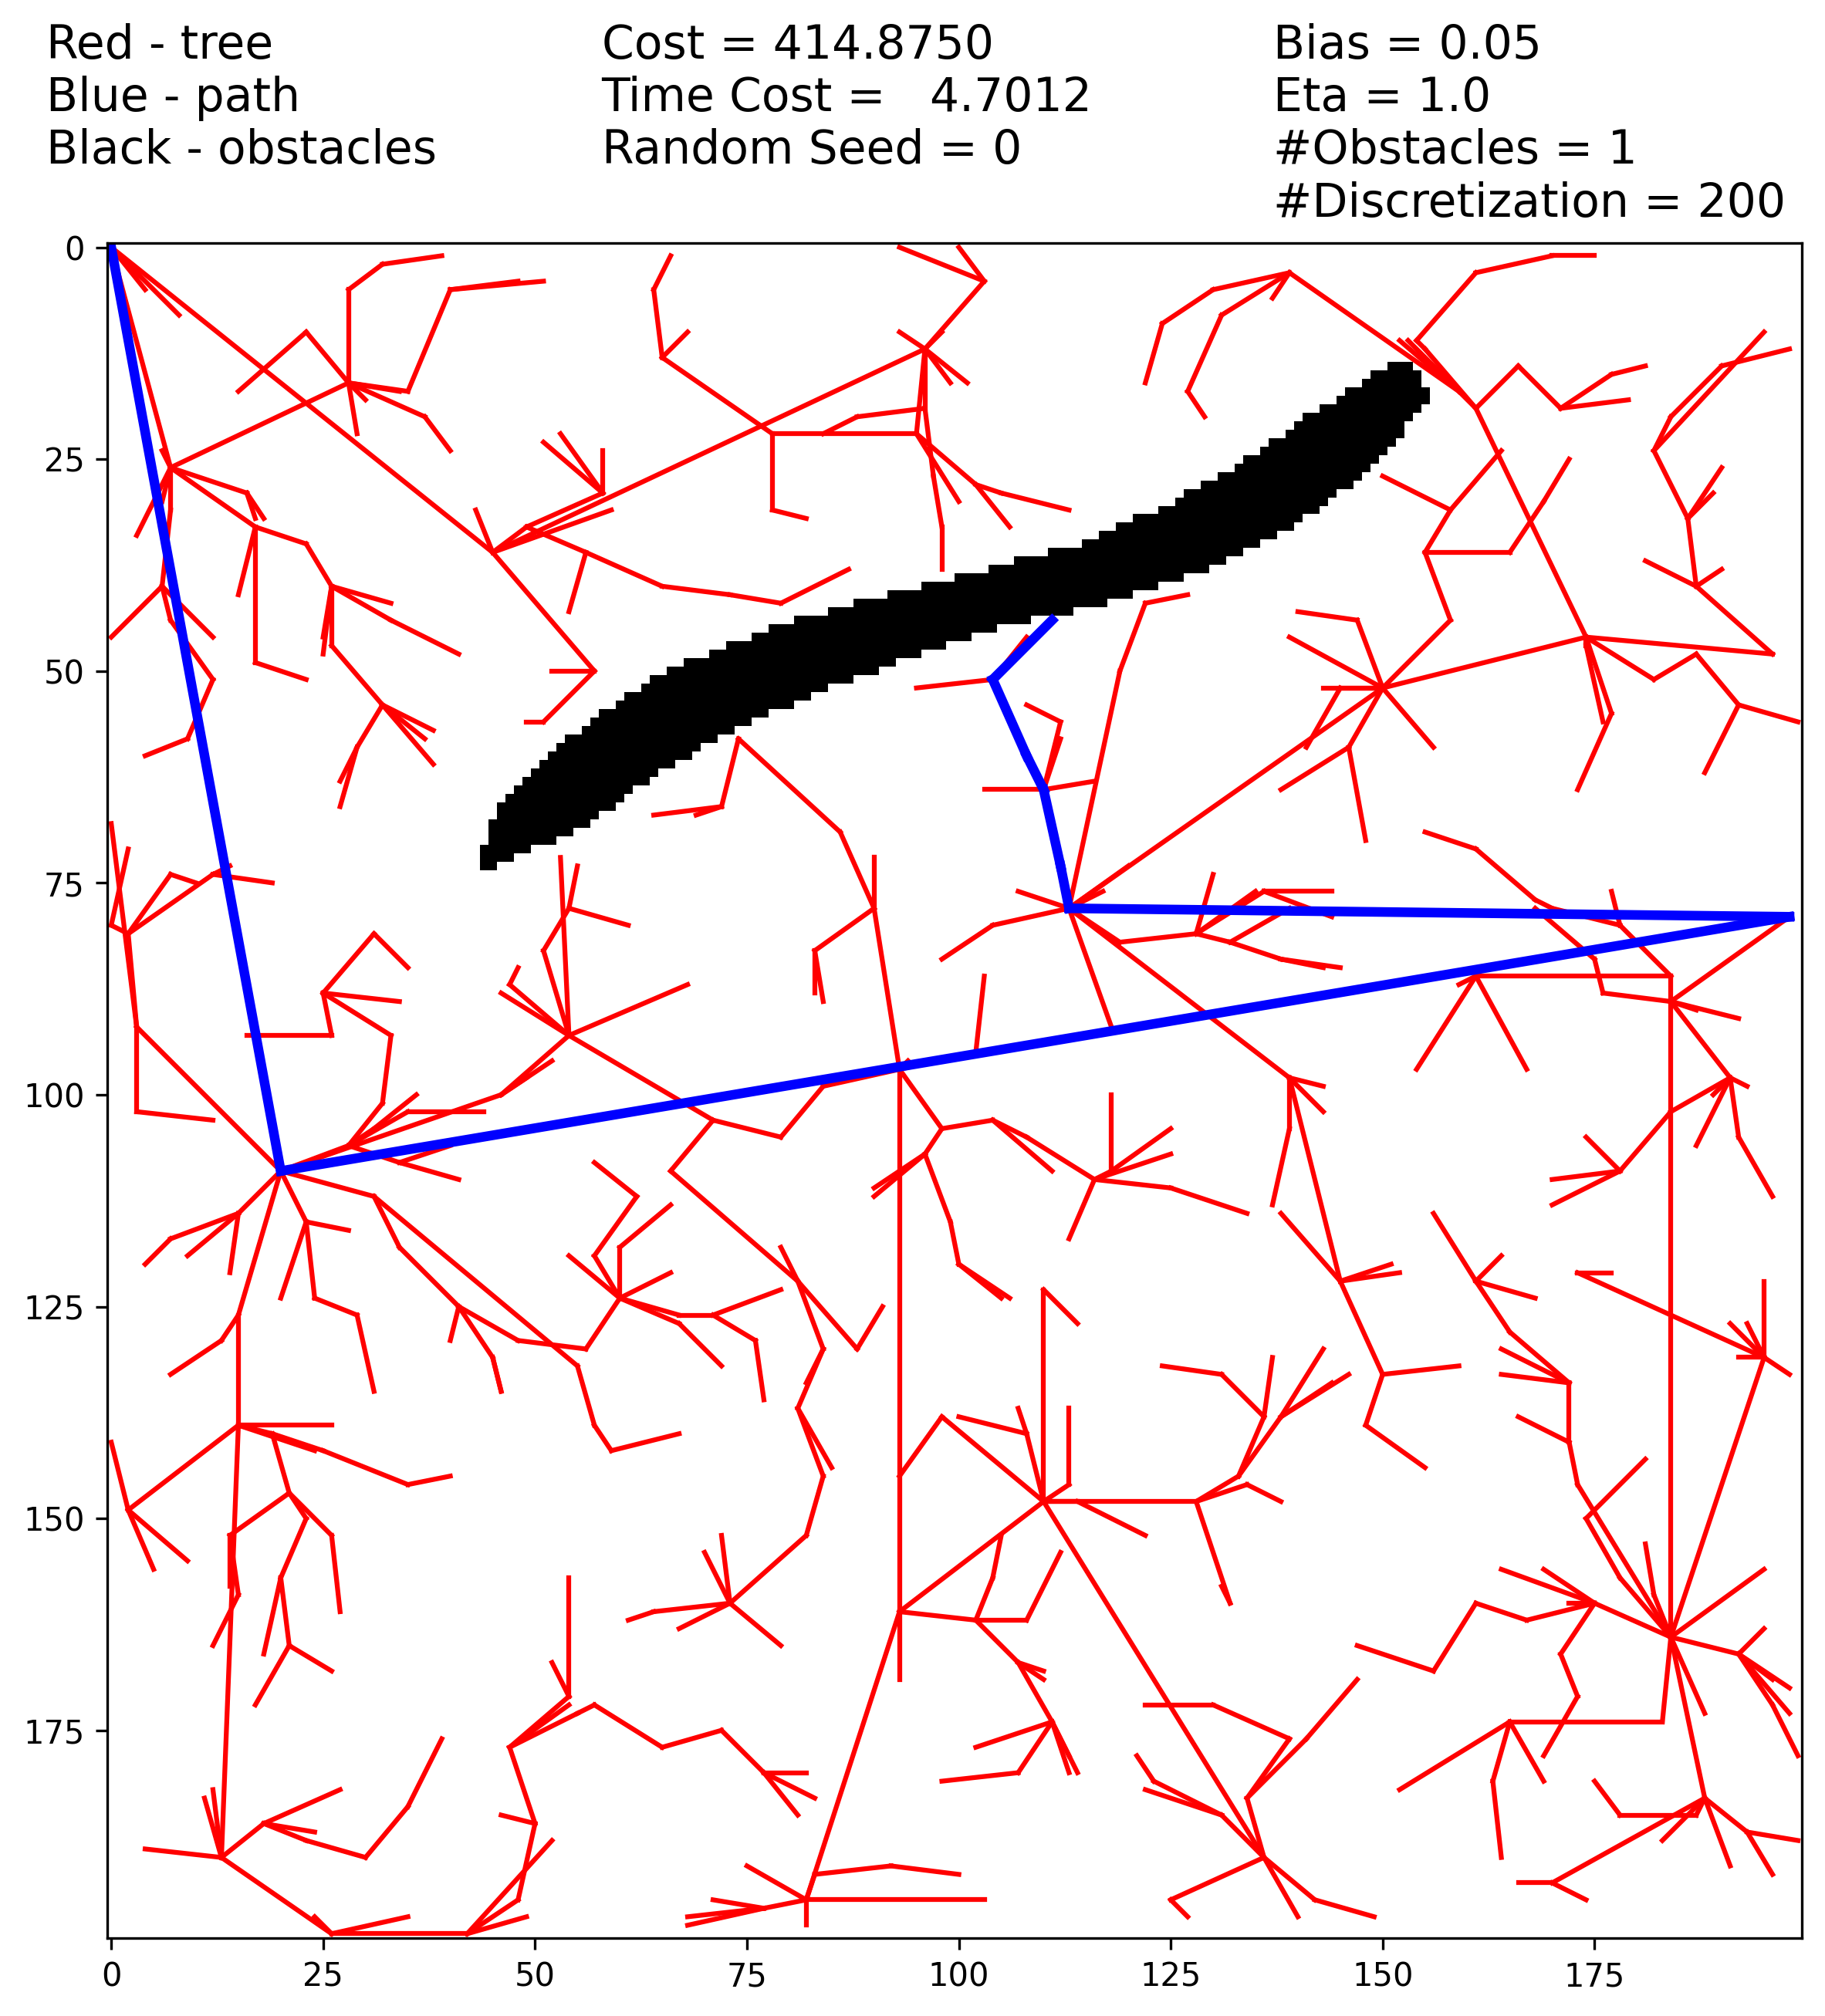 Red - tree
Blue - path
Black - obstacles
Cost = 414.8750
Time Cost =   4.7012
Random Seed = 0
Bias = 0.05
Eta = 1.0
#Obstacles = 1
#Discretization = 200
0
25
50
75
100
125
150
175
0
25
50
75
100
125
150
175